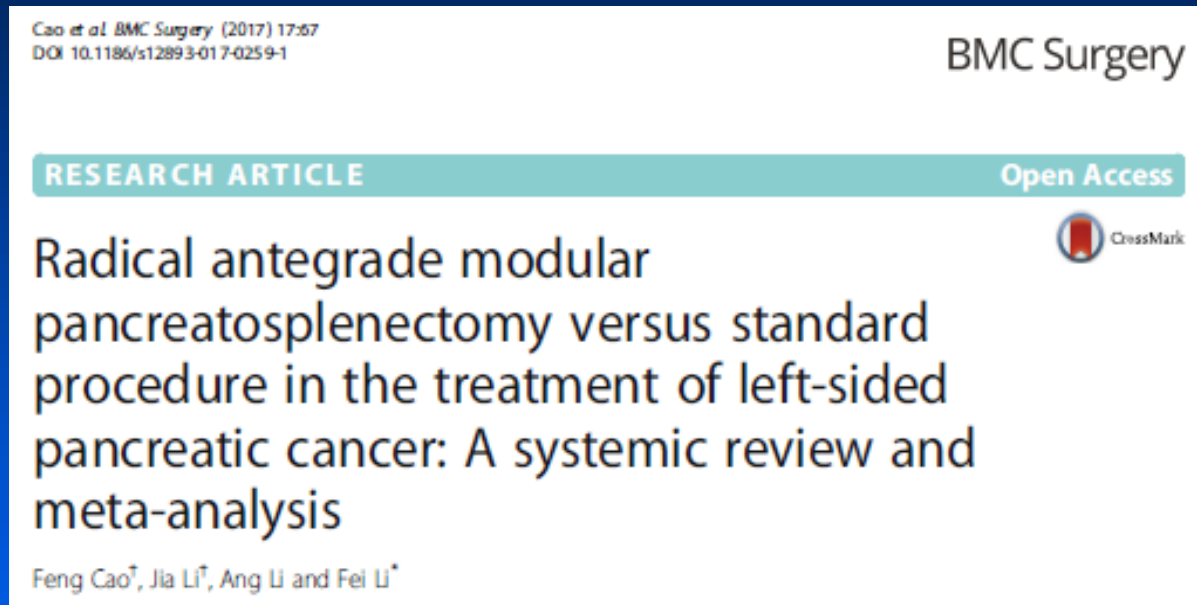 Cao et al. BMC Surgery (2017) 17:67
DOI 10.1186/s12893-017-0259-1
BMC Surgery
RESEARCH ARTICLE
Open Access
CrossMark
Radical antegrade modular
pancreatosplenectomy versus standard
procedure in the treatment of left-sided
pancreatic cancer: A systemic review and
meta-analysis
Feng Cao†, Jia Li†, Ang Li and Fei Li*